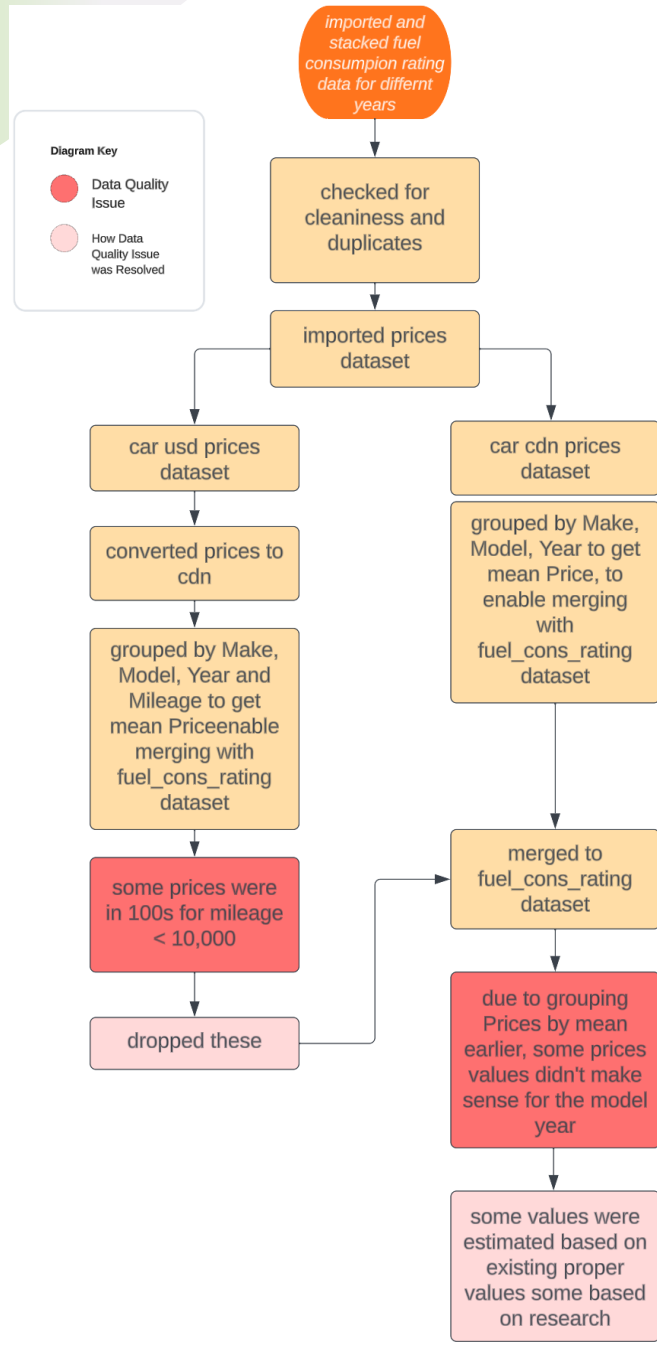 imported and
stacked fuel
consumpion rating
data for differnt
years
Diagram Key
Data Quality
Issue
How Data
Quality Issue
was Resolved
checked for
cleaniness and
duplicates
imported prices
dataset
car usd prices
dataset
converted prices to
cdn
grouped by Make,
Model, Year and
Mileage to get
mean Priceenable
merging with
fuel_cons_rating
dataset
some prices were
in 100s for mileage
< 10,000
dropped these
car cdn prices
dataset
grouped by Make,
Model, Year to get
mean Price, to
enable merging
with
fuel_cons_rating
dataset
merged to
fuel_cons_rating
dataset
due to grouping
Prices by mean
earlier, some prices
values didn't make
sense for the model
year
some values were
estimated based on
existing proper
values some based
on research